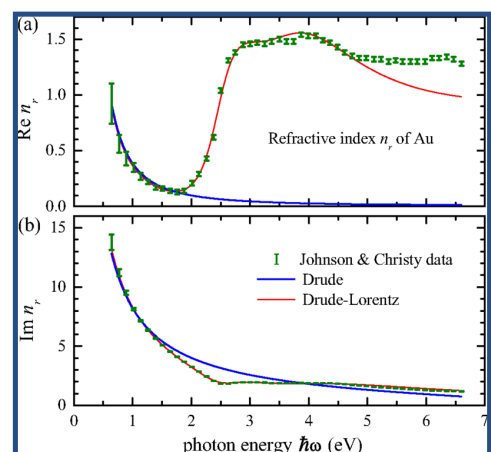 (a)
1.5
1.0
0.5
0.0
Re n_r
Refractive index n_r of Au
(b)
15
10
5
0
Im n_r
Johnson & Christy data
Drude
Drude-Lorentz
0 1 2 3 4 5 6 7
photon energy ħω (eV)